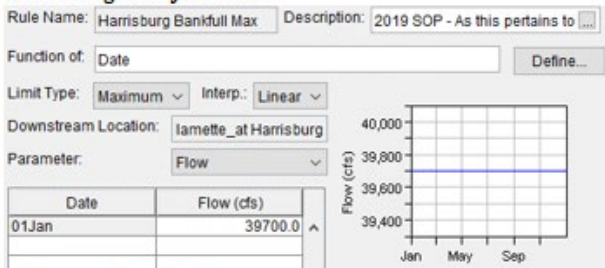 Rule Name: Harrisburg Bankfull Max Description: 2019 SOP - As this pertains to ...
Function of: Date Define...
Limit Type: Maximum Interp.: Linear
Downstream Location: lamette_at Harrisburg
Parameter: Flow
Date Flow (cfs)
01Jan 39700.0
Flow (cfs)
40,000
39,800
39,600
39,400
Jan May Sep